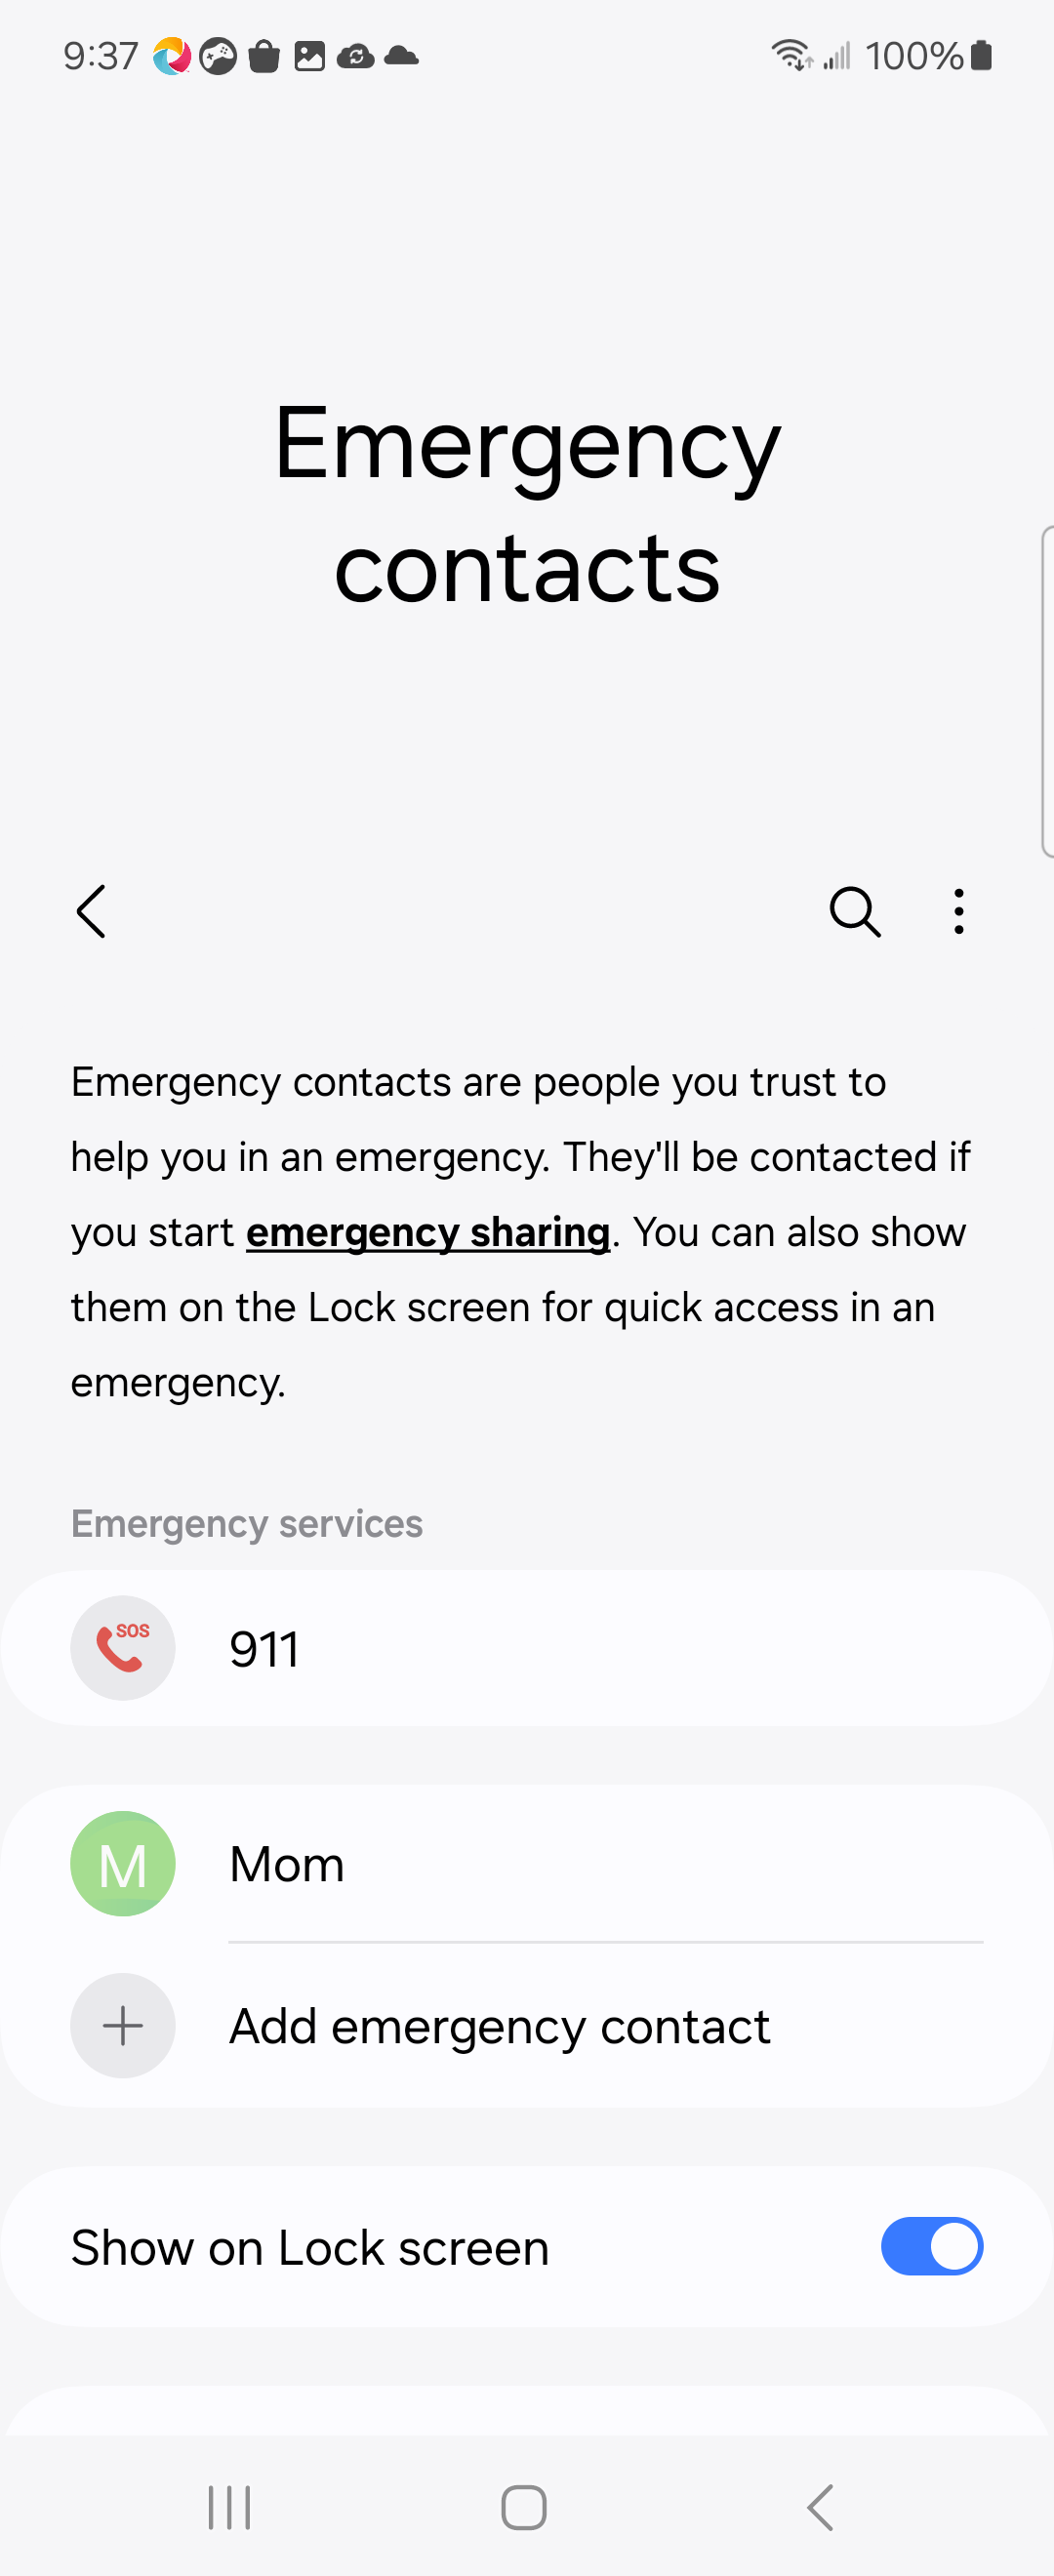 9:37
100%
Emergency
contacts
Emergency contacts are people you trust to
help you in an emergency. They'll be contacted if
you start emergency sharing. You can also show
them on the Lock screen for quick access in an
emergency.
Emergency services
SOS
911
M
Mom
Add emergency contact
Show on Lock screen